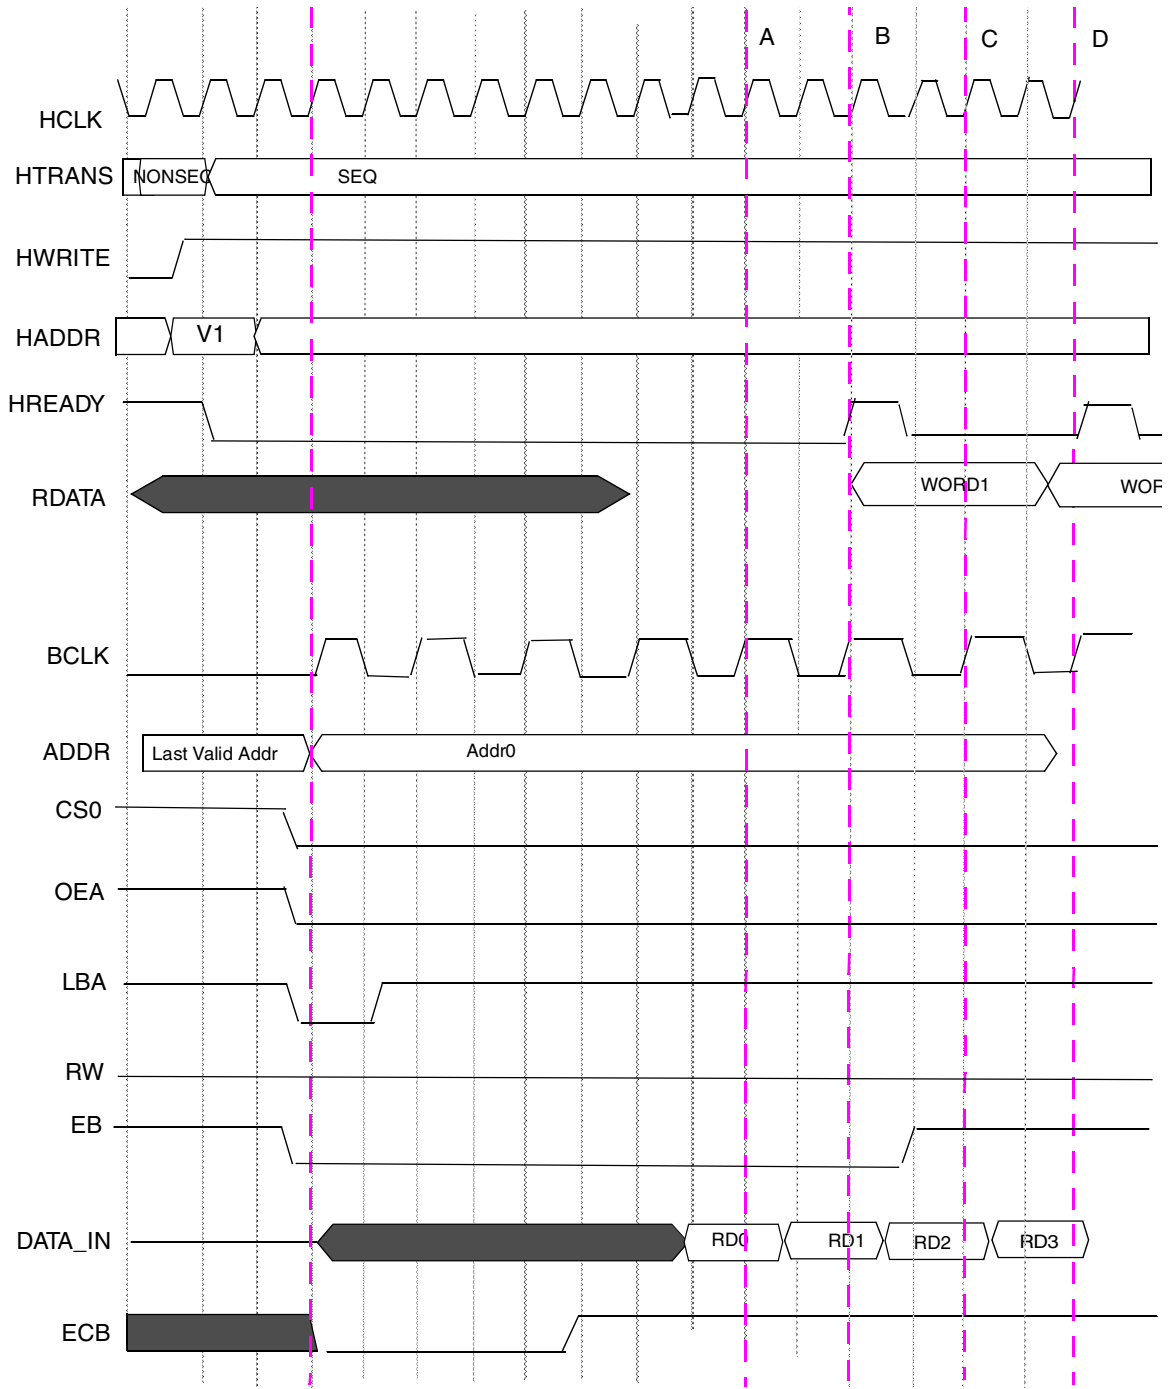 A B C D
HCLK
HTRANS NONSEQ SEQ
HWRITE
HADDR V1
HREADY
RDATA WORD1 WOR
BCLK
ADDR Last Valid Addr Addr0
CS0
OEA
LBA
RW
EB
DATA_IN RD0 RD1 RD2 RD3
ECB